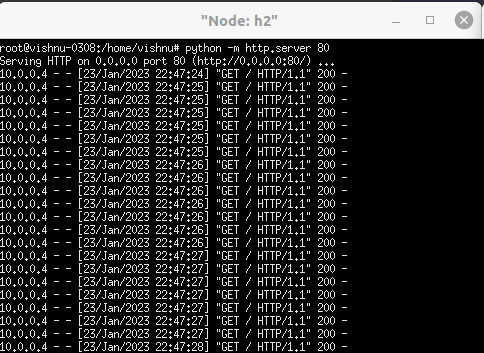 "Node: h2"
root@vishnu-0308:/home/vishnu# python -m http.server 80
Serving HTTP on 0.0.0.0 port 80 (http://0.0.0.0:80/) ...
10.0.0.4 - - [23/Jan/2023 22:47:24] "GET / HTTP/1.1" 200 -
10.0.0.4 - - [23/Jan/2023 22:47:25] "GET / HTTP/1.1" 200 -
10.0.0.4 - - [23/Jan/2023 22:47:25] "GET / HTTP/1.1" 200 -
10.0.0.4 - - [23/Jan/2023 22:47:25] "GET / HTTP/1.1" 200 -
10.0.0.4 - - [23/Jan/2023 22:47:25] "GET / HTTP/1.1" 200 -
10.0.0.4 - - [23/Jan/2023 22:47:25] "GET / HTTP/1.1" 200 -
10.0.0.4 - - [23/Jan/2023 22:47:25] "GET / HTTP/1.1" 200 -
10.0.0.4 - - [23/Jan/2023 22:47:26] "GET / HTTP/1.1" 200 -
10.0.0.4 - - [23/Jan/2023 22:47:26] "GET / HTTP/1.1" 200 -
10.0.0.4 - - [23/Jan/2023 22:47:26] "GET / HTTP/1.1" 200 -
10.0.0.4 - - [23/Jan/2023 22:47:26] "GET / HTTP/1.1" 200 -
10.0.0.4 - - [23/Jan/2023 22:47:26] "GET / HTTP/1.1" 200 -
10.0.0.4 - - [23/Jan/2023 22:47:26] "GET / HTTP/1.1" 200 -
10.0.0.4 - - [23/Jan/2023 22:47:26] "GET / HTTP/1.1" 200 -
10.0.0.4 - - [23/Jan/2023 22:47:27] "GET / HTTP/1.1" 200 -
10.0.0.4 - - [23/Jan/2023 22:47:27] "GET / HTTP/1.1" 200 -
10.0.0.4 - - [23/Jan/2023 22:47:27] "GET / HTTP/1.1" 200 -
10.0.0.4 - - [23/Jan/2023 22:47:27] "GET / HTTP/1.1" 200 -
10.0.0.4 - - [23/Jan/2023 22:47:27] "GET / HTTP/1.1" 200 -
10.0.0.4 - - [23/Jan/2023 22:47:27] "GET / HTTP/1.1" 200 -
10.0.0.4 - - [23/Jan/2023 22:47:27] "GET / HTTP/1.1" 200 -
10.0.0.4 - - [23/Jan/2023 22:47:28] "GET / HTTP/1.1" 200 -